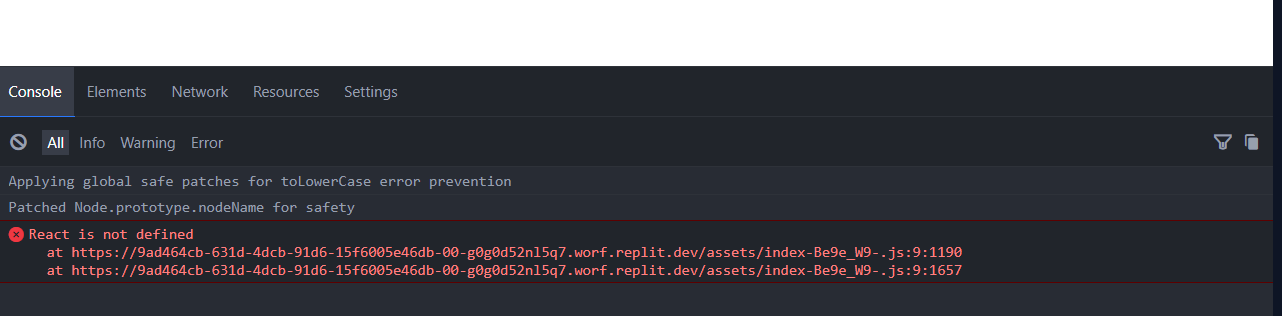 Console Elements Network Resources Settings
All Info Warning Error
Applying global safe patches for toLowerCase error prevention
Patched Node.prototype.nodeName for safety
React is not defined
at https://9ad464cb-631d-4dcb-91d6-15f6005e46db-00-g0g0d52nl5q7.worf.replit.dev/assets/index-Be9e_W9-.js:9:1190
at https://9ad464cb-631d-4dcb-91d6-15f6005e46db-00-g0g0d52nl5q7.worf.replit.dev/assets/index-Be9e_W9-.js:9:1657